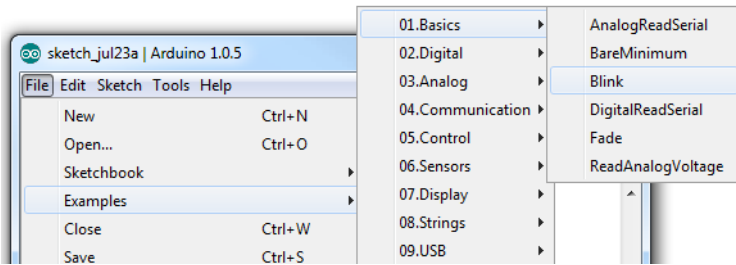 sketch_jul23a | Arduino 1.0.5
File Edit Sketch Tools Help
New Ctrl+N
Open... Ctrl+O
Sketchbook
Examples
Close Ctrl+W
Save Ctrl+S
01.Basics
02.Digital
03.Analog
04.Communication
05.Control
06.Sensors
07.Display
08.Strings
09.USB
AnalogReadSerial
BareMinimum
Blink
DigitalReadSerial
Fade
ReadAnalogVoltage